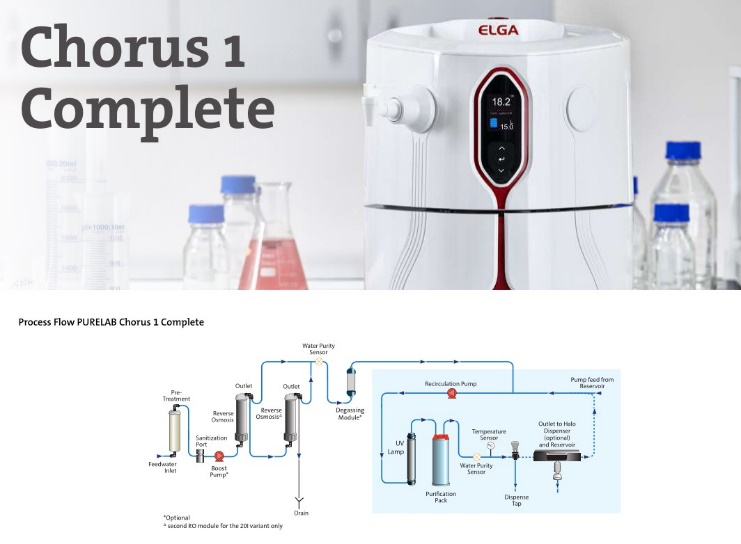 Chorus 1
Complete
ELGA
18.2
15.0
Process Flow PURELAB Chorus 1 Complete
Water Purity
Sensor
Pre-
Treatment
Outlet
Outlet
Reverse
Osmosis
Reverse
Osmosis^Δ
Degassing
Module*
Sanitization
Port
Feedwater
Inlet
Boost
Pump*
Drain
Recirculation Pump
Pump feed from
Reservoir
UV
Lamp
Temperature
Sensor
Outlet to Halo
Dispenser
(optional)
and Reservoir
Water Purity
Sensor
Purification
Pack
Dispense
Tap
*Optional
Δ second RO module for the 20l variant only